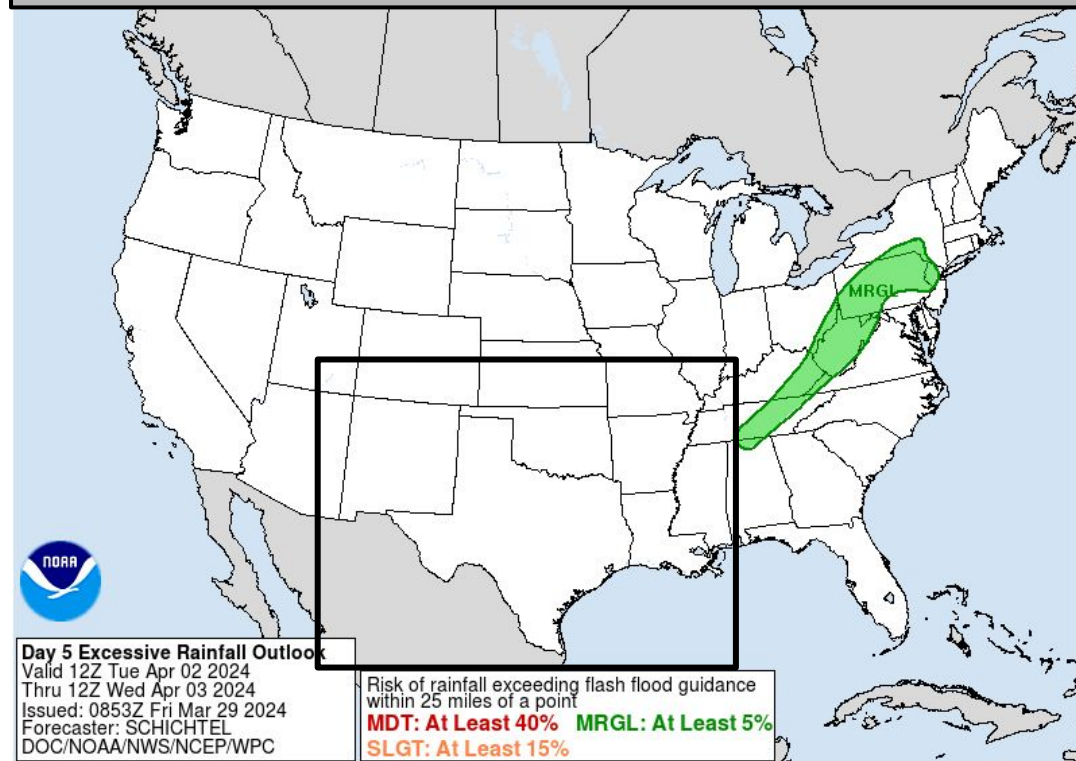 MRGL
NOAA
Day 5 Excessive Rainfall Outlook
Valid 12Z Tue Apr 02 2024
Thru 12Z Wed Apr 03 2024
Issued: 0853Z Fri Mar 29 2024
Forecaster: SCHICHTEL
DOC/NOAA/NWS/NCEP/WPC
Risk of rainfall exceeding flash flood guidance
within 25 miles of a point
MDT: At Least 40% MRGL: At Least 5%
SLGT: At Least 15%